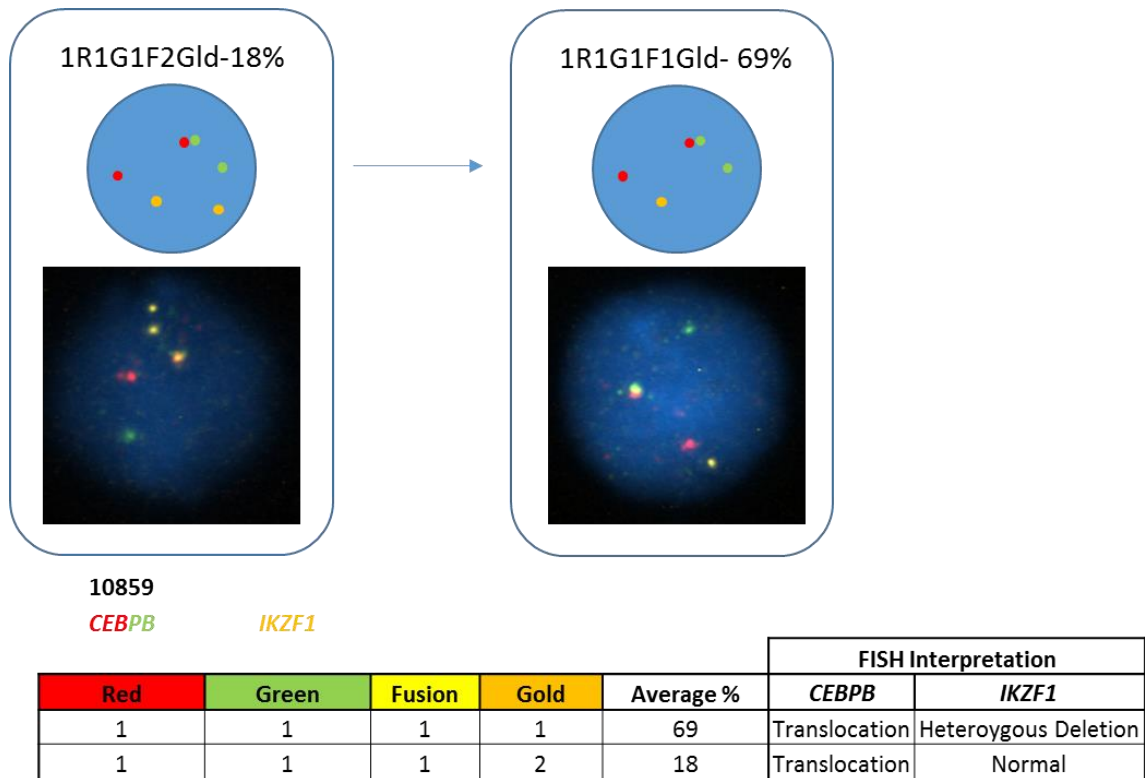 1R1G1F2Gld-18%
1R1G1F1Gld- 69%
10859
CEBPB IKZF1
FISH Interpretation
Red Green Fusion Gold Average % CEBPB IKZF1
1 1 1 1 69 Translocation Heteroygous Deletion
1 1 1 2 18 Translocation Normal